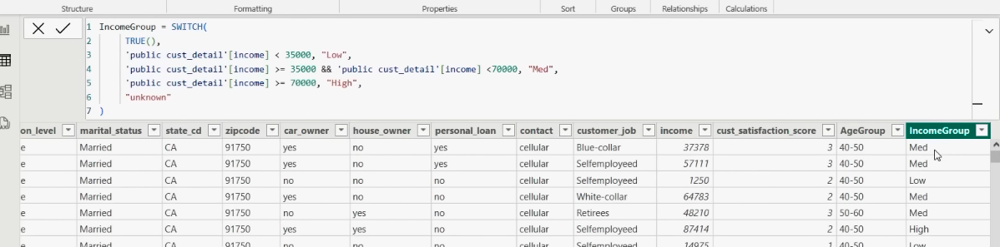 Structure Formatting Properties Sort Groups Relationships Calculations
1 IncomeGroup = SWITCH(
2 TRUE(),
3 'public cust_detail'[income] < 35000, "Low",
4 'public cust_detail'[income] >= 35000 && 'public cust_detail'[income] <70000, "Med",
5 'public cust_detail'[income] >= 70000, "High",
6 "unknown"
7 )
on_level marital_status state_cd zipcode car_owner house_owner personal_loan contact customer_job income cust_satisfaction_score AgeGroup IncomeGroup
e Married CA 91750 yes no yes cellular Blue-collar 37378 3 40-50 Med
e Married CA 91750 yes no yes cellular Selfemployeed 57111 3 40-50 Med
e Married CA 91750 no no no cellular Selfemployeed 1250 2 40-50 Low
e Married CA 91750 yes no no cellular White-collar 64783 2 40-50 Med
e Married CA 91750 no yes no cellular Retirees 48210 3 50-60 Med
e Married CA 91750 yes yes no cellular Selfemployeed 87414 2 40-50 High
e Married CA 91750 no no no cellular Selfemployeed 14975 1 40-50 Low